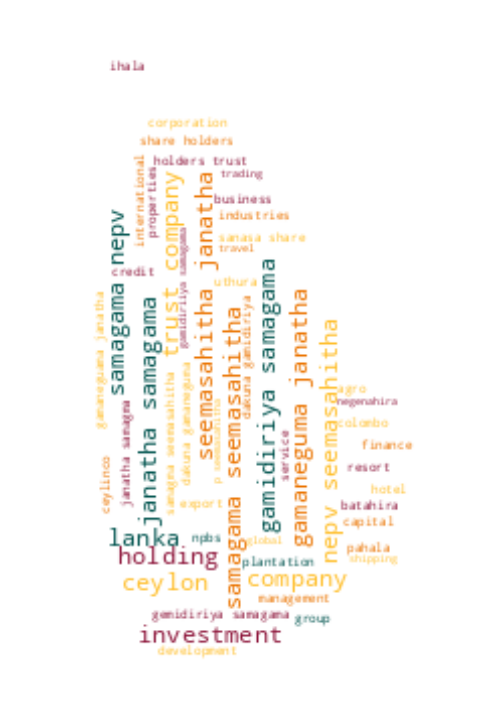 ihala
corporation
share holders
holders trust
trading
international
properties
trust company
janatha
business
industries
samagama nepv
gamidiriya samagama
sanasa share
travel
credit
uthura
gamaneguma janatha
janatha samagama
seemasahitha
samagama seemasahitha
dakuna gamidiriya
gamidiriya samagama
gamaneguma janatha
nepv seemasahitha
samagma seemasahitha
dakuna gamaneguma
p seemasahitha
agro
negenahira
janatha samagma
colombo
service
finance
ceylinco
resort
hotel
export
batahira
capital
lanka
npbs
global
pahala
holding
plantation
shipping
ceylon
company
management
gemidiriya samagama
group
investment
development